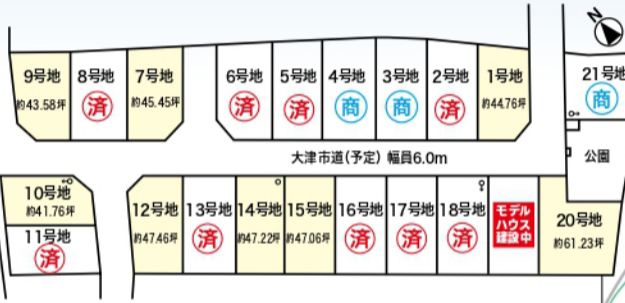 N
9号地
約43.58坪
8号地
済
7号地
約45.45坪
6号地
済
5号地
済
4号地
商
3号地
商
2号地
済
1号地
約44.76坪
21号地
商
大津市道(予定) 幅員6.0m
公園
10号地
約41.76坪
11号地
済
12号地
約47.46坪
13号地
済
14号地
約47.22坪
15号地
約47.06坪
16号地
済
17号地
済
18号地
済
モデル
ハウス
建設中
20号地
約61.23坪